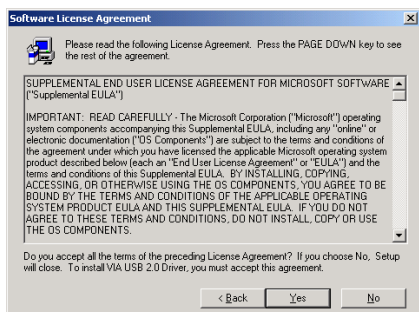 Software License Agreement
Please read the following License Agreement. Press the PAGE DOWN key to see
the rest of the agreement.
SUPPLEMENTAL END USER LICENSE AGREEMENT FOR MICROSOFT SOFTWARE
("Supplemental EULA")
IMPORTANT: READ CAREFULLY - The Microsoft Corporation ("Microsoft") operating
system components accompanying this Supplemental EULA, including any "online" or
electronic documentation ("OS Components") are subject to the terms and conditions of
the agreement under which you have licensed the applicable Microsoft operating system
product described below (each an "End User License Agreement" or "EULA") and the
terms and conditions of this Supplemental EULA. BY INSTALLING, COPYING,
ACCESSING, OR OTHERWISE USING THE OS COMPONENTS, YOU AGREE TO BE
BOUND BY THE TERMS AND CONDITIONS OF THE APPLICABLE OPERATING
SYSTEM PRODUCT EULA AND THIS SUPPLEMENTAL EULA. IF YOU DO NOT
AGREE TO THESE TERMS AND CONDITIONS, DO NOT INSTALL, COPY OR USE
THE OS COMPONENTS.
Do you accept all the terms of the preceding License Agreement? If you choose No, Setup
will close. To install VIA USB 2.0 Driver, you must accept this agreement.
< Back Yes No